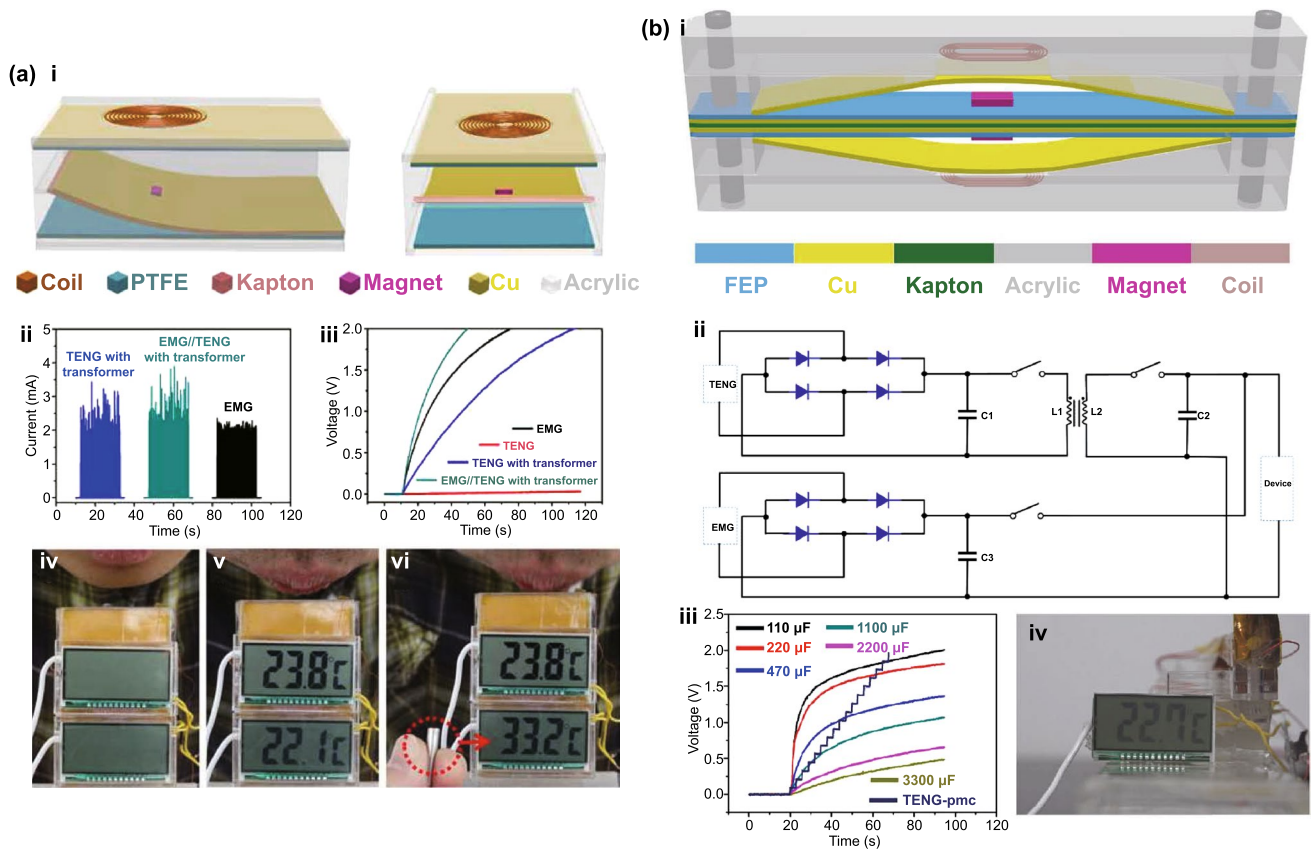 (a) i
Coil PTFE Kapton Magnet Cu Acrylic
ii
5
4
3
2
1
0
Current (mA)
TENG with
transformer
EMG//TENG
with transformer
EMG
0 20 40 60 80 100 120
Time (s)
iii
2.0
1.5
1.0
0.5
0.0
Voltage (V)
EMG
TENG
TENG with transformer
EMG//TENG with transformer
0 20 40 60 80 100 120
Time (s)
iv
v
23.8°C
22.1°C
vi
23.8°C
33.2°C
(b) i
FEP Cu Kapton Acrylic Magnet Coil
ii
TENG
C1
L1 L2
C2
Device
EMG
C3
iii
2.5
2.0
1.5
1.0
0.5
0.0
Voltage (V)
110 μF
220 μF
470 μF
1100 μF
2200 μF
3300 μF
TENG-pmc
0 20 40 60 80 100 120
Time (s)
iv
22.7°C